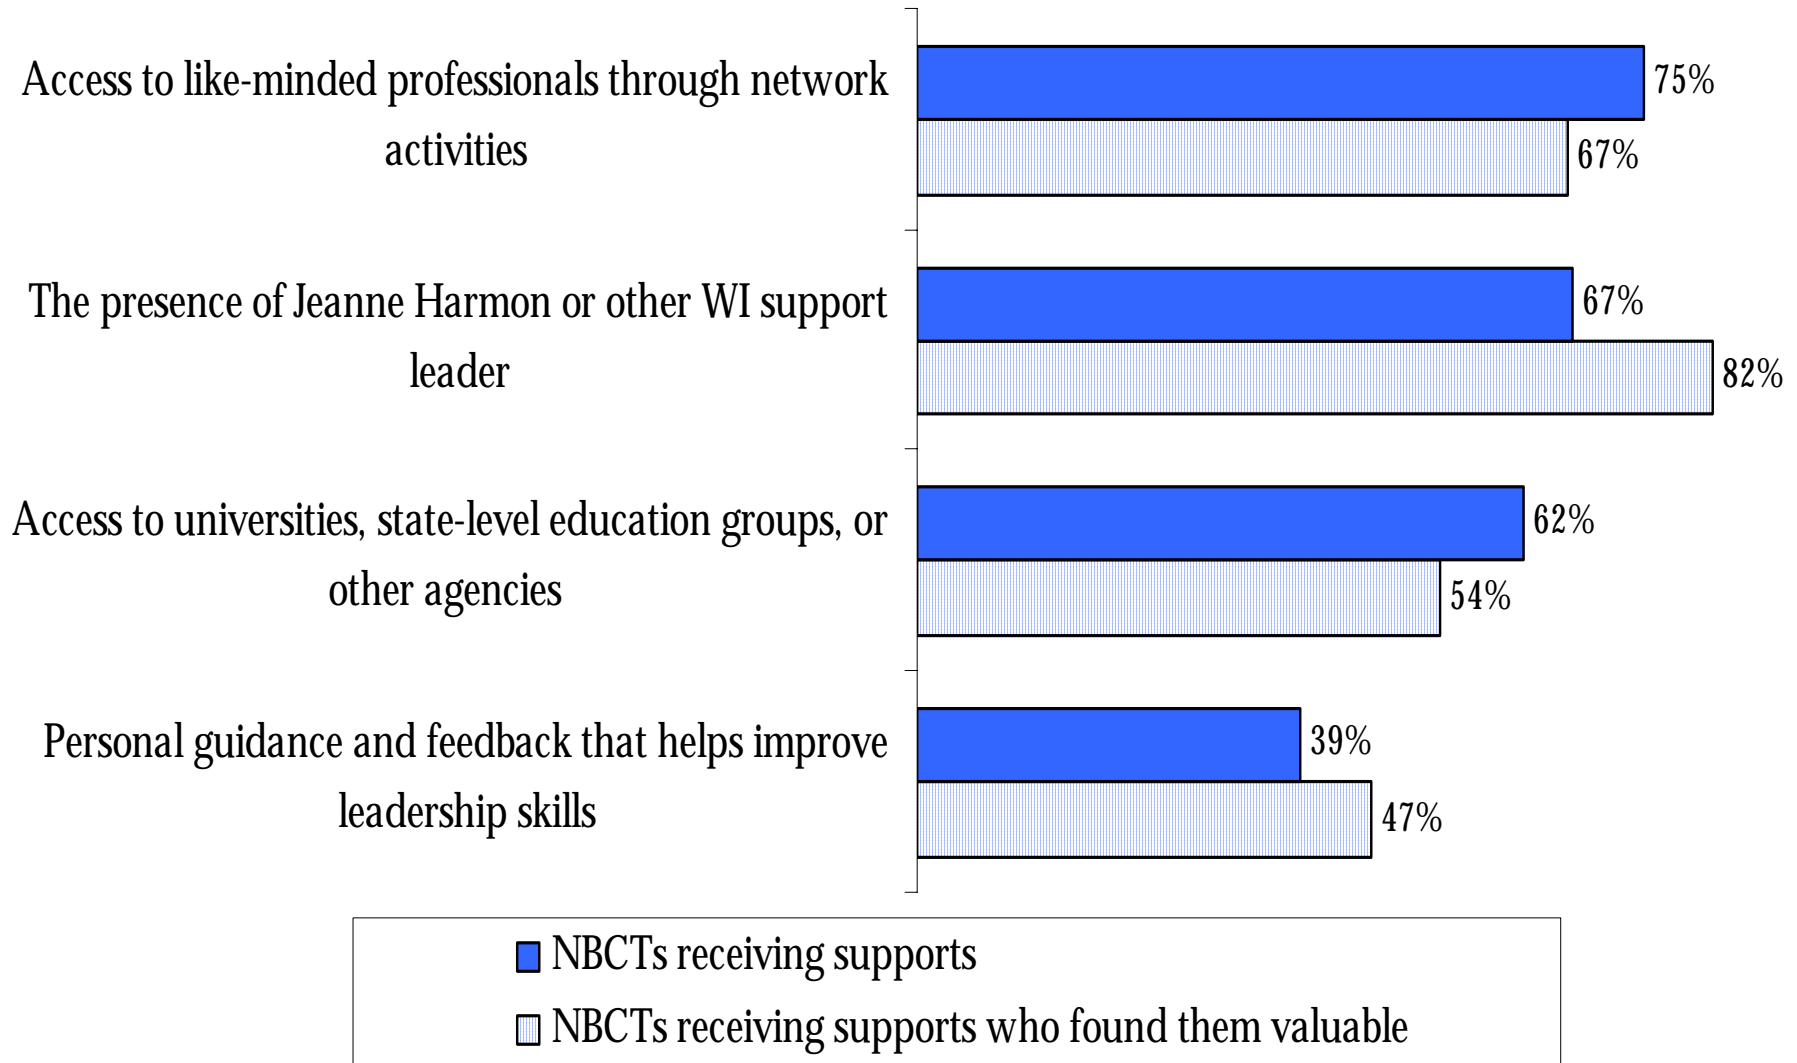 Access to like-minded professionals through network
activities
75%
67%
The presence of Jeanne Harmon or other WI support
leader
67%
82%
Access to universities, state-level education groups, or
other agencies
62%
54%
Personal guidance and feedback that helps improve
leadership skills
39%
47%
NBCTs receiving supports
NBCTs receiving supports who found them valuable